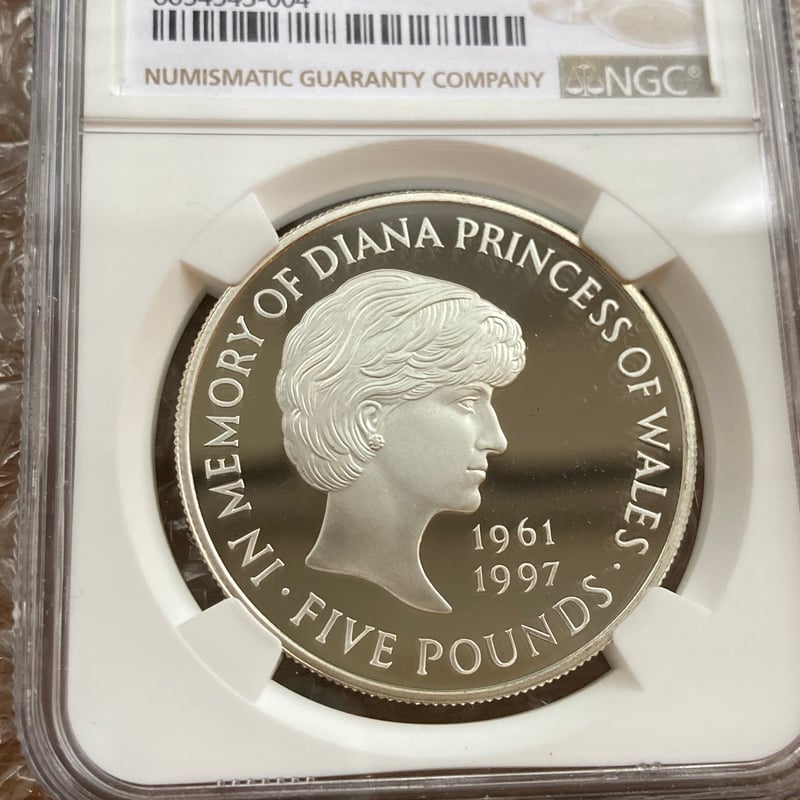 NUMISMATIC GUARANTY COMPANY
NGC®
IN MEMORY OF DIANA PRINCESS OF WALES
· FIVE POUNDS ·
1961
1997